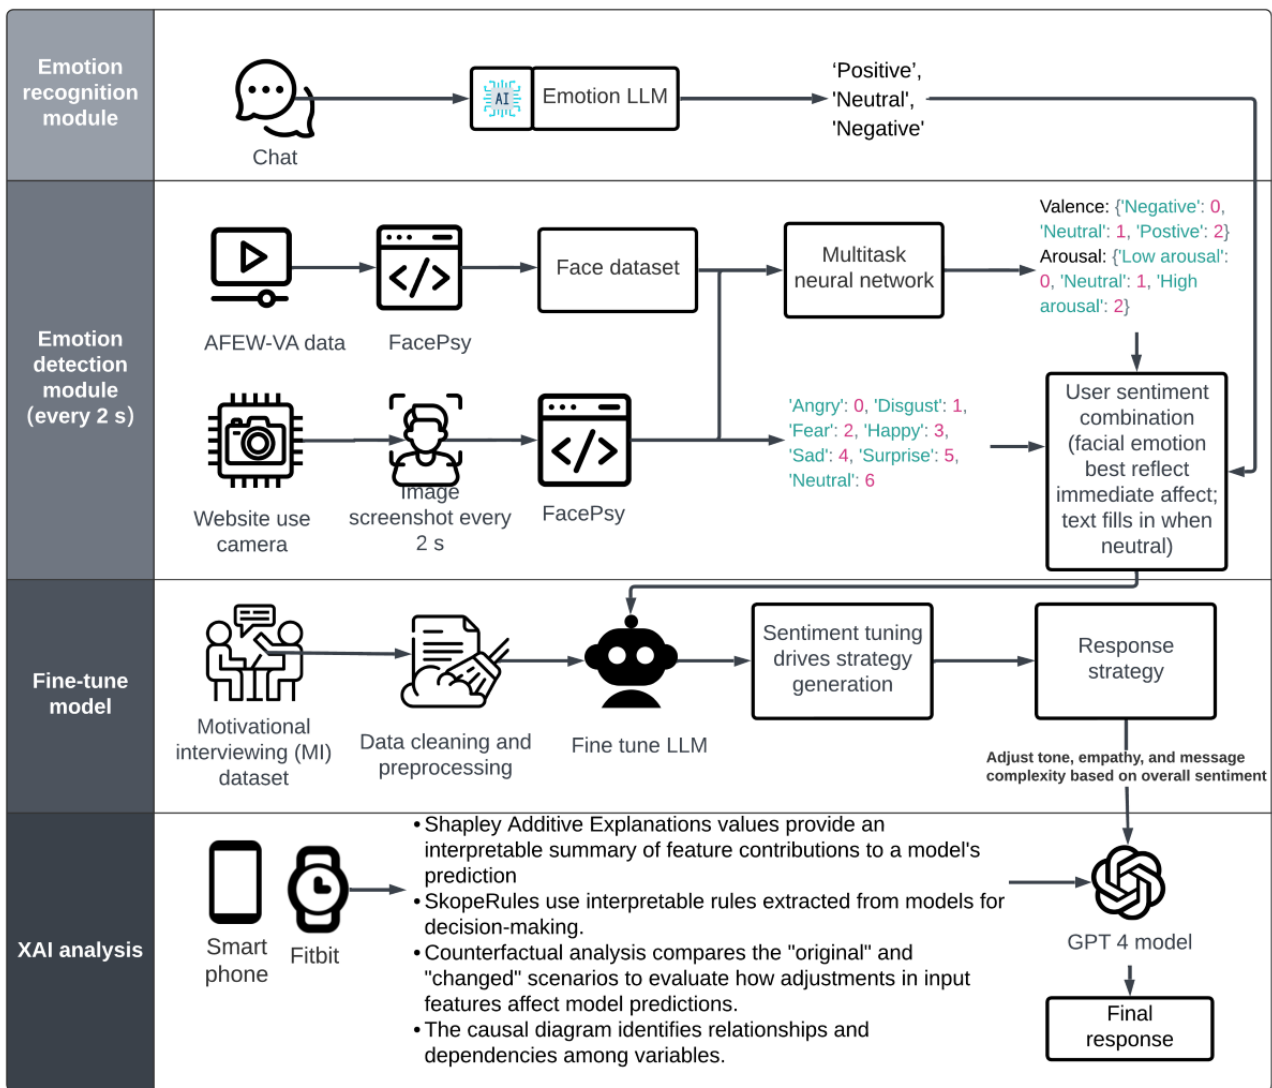 Emotion
recognition
module
Chat
AI
Emotion LLM
‘Positive’,
'Neutral',
'Negative'
Emotion
detection
module
(every 2 s)
AFEW-VA data
FacePsy
Face dataset
Multitask
neural network
Valence: {'Negative': 0,
'Neutral': 1, 'Postive': 2}
Arousal: {'Low arousal':
0, 'Neutral': 1, 'High
arousal': 2}
Website use
camera
Image
screenshot every
2 s
FacePsy
'Angry': 0, 'Disgust': 1,
'Fear': 2, 'Happy': 3,
'Sad': 4, 'Surprise': 5,
'Neutral': 6
User sentiment
combination
(facial emotion
best reflect
immediate affect;
text fills in when
neutral)
Fine-tune
model
Motivational
interviewing (MI)
dataset
Data cleaning and
preprocessing
Fine tune LLM
Sentiment tuning
drives strategy
generation
Response
strategy
Adjust tone, empathy, and message
complexity based on overall sentiment
XAI analysis
Smart
phone
Fitbit
• Shapley Additive Explanations values provide an
interpretable summary of feature contributions to a model's
prediction
• SkopeRules use interpretable rules extracted from models for
decision-making.
• Counterfactual analysis compares the "original" and
"changed" scenarios to evaluate how adjustments in input
features affect model predictions.
• The causal diagram identifies relationships and
dependencies among variables.
GPT 4 model
Final
response